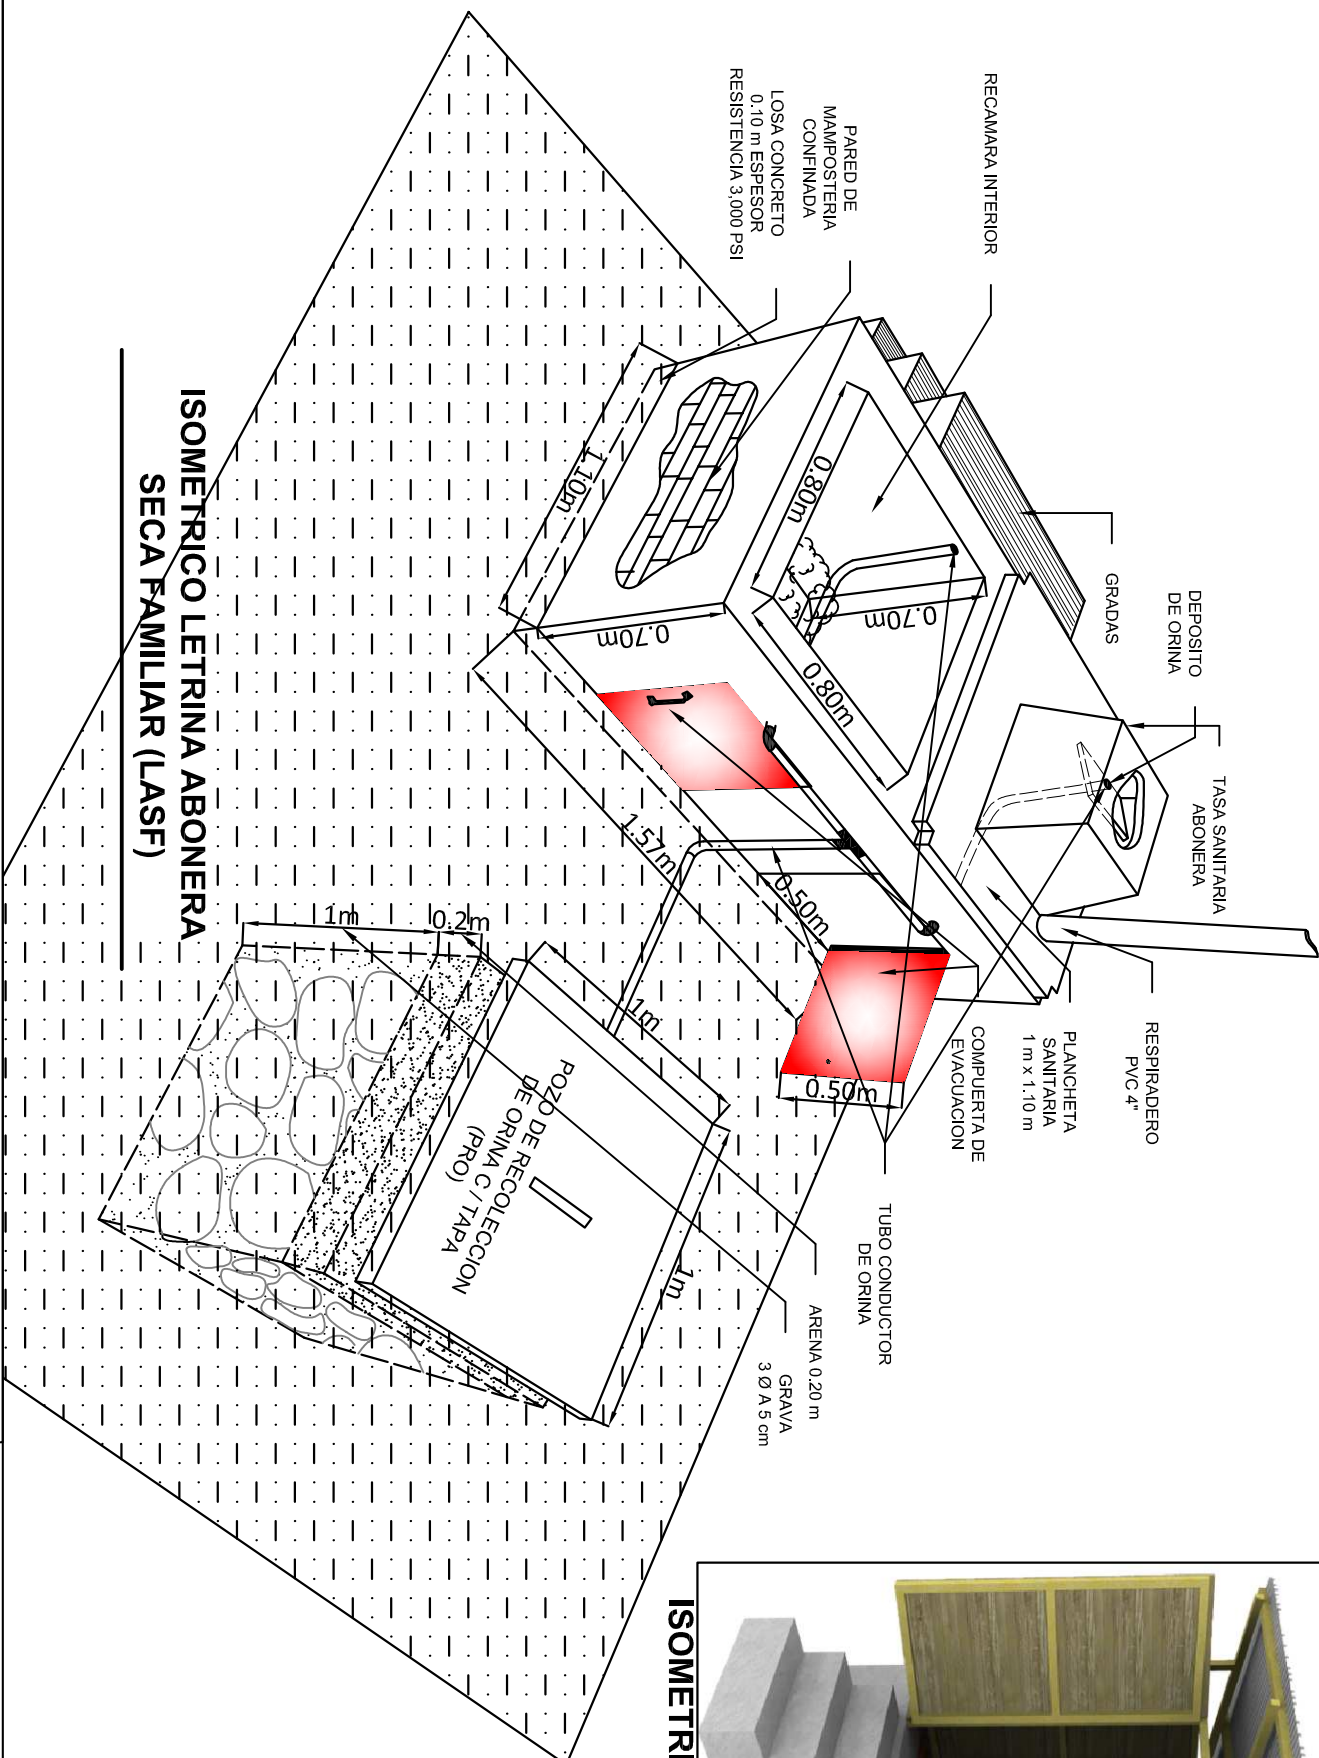 RECAMARA INTERIOR
PARED DE
MAMPOSTERIA
CONFINADA
LOSA CONCRETO
0.10 m ESPESOR
RESISTENCIA 3,000 PSI
GRADAS
DEPOSITO
DE ORINA
TASA SANITARIA
ABONERA
RESPIRADERO
PVC 4"
PLANCHETA
SANITARIA
1 m x 1.10 m
COMPUERTA DE
EVACUACION
TUBO CONDUCTOR
DE ORINA
ARENA 0.20 m
GRAVA
3 Ø A 5 cm
0.80m
0.70m
0.80m
1.10m
0.70m
1.57m
0.50m
0.50m
1m
1m
1m
0.2m
POZO DE RECOLECCION
DE ORINA C / TAPA
(PRO)
ISOMETRICO LETRINA ABONERA
SECA FAMILIAR (LASF)
ISOMETRI